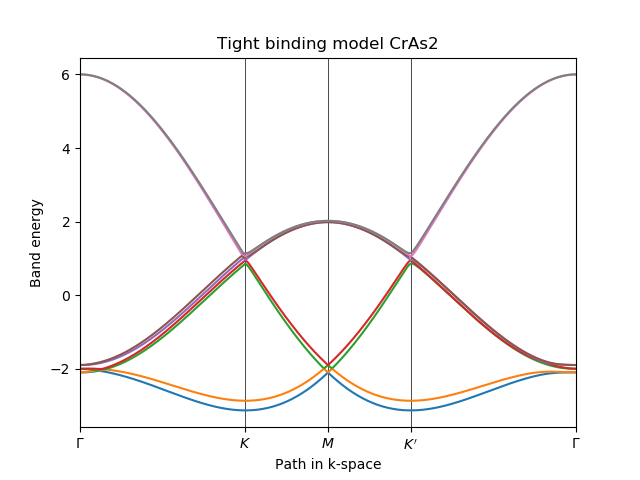 Tight binding model CrAs2
Band energy
6
4
2
0
−2
Γ K M K′ Γ
Path in k-space